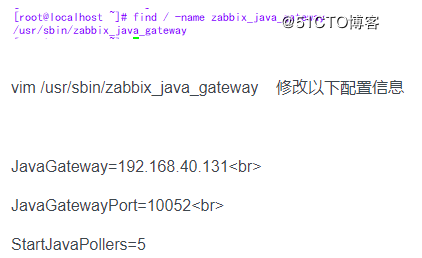 [root@localhost ~]# find / -name zabbix_java_gateway
@51CTO博客
/usr/sbin/zabbix_java_gateway
vim /usr/sbin/zabbix_java_gateway 修改以下配置信息
JavaGateway=192.168.40.131<br>
JavaGatewayPort=10052<br>
StartJavaPollers=5